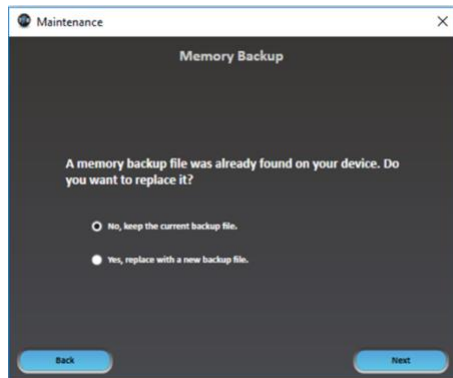 Maintenance
Memory Backup
A memory backup file was already found on your device. Do
you want to replace it?
No, keep the current backup file.
Yes, replace with a new backup file.
Back
Next